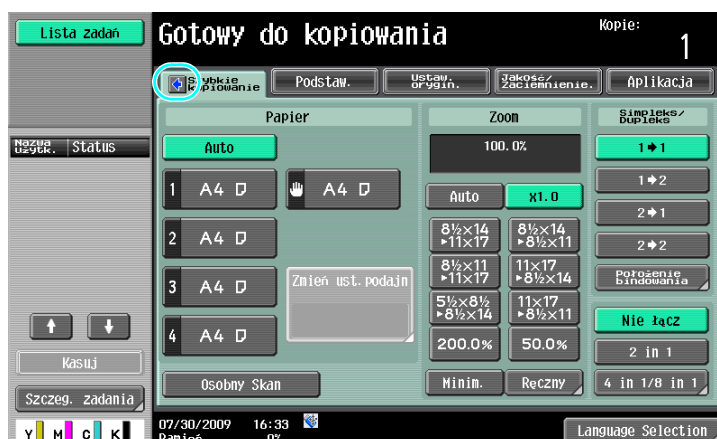 Lista zadań
Gotowy do kopiowania
Kopie:
1
Szybkie
kopiowanie
Podstaw.
Ustaw.
orygin.
Jakość/
Zaciemnienie.
Aplikacja
Nazwa
użytk.
Status
Papier
Auto
1 A4
A4
2 A4
3 A4
4 A4
Zmień ust.podajn
Osobny Skan
Zoom
100.0%
Auto
x1.0
8½×14
▸11×17
8½×14
▸8½×11
8½×11
▸11×17
11×17
▸8½×14
5½×8½
▸8½×14
11×17
▸8½×11
200.0%
50.0%
Minim.
Ręczny
Simpleks/
Dupleks
1➧1
1➧2
2➧1
2➧2
Położenie
bindowania
Nie łącz
2 in 1
4 in 1/8 in 1
Kasuj
Szczeg. zadania
Y M C K
07/30/2009 16:33
Pamięć 0%
Language Selection